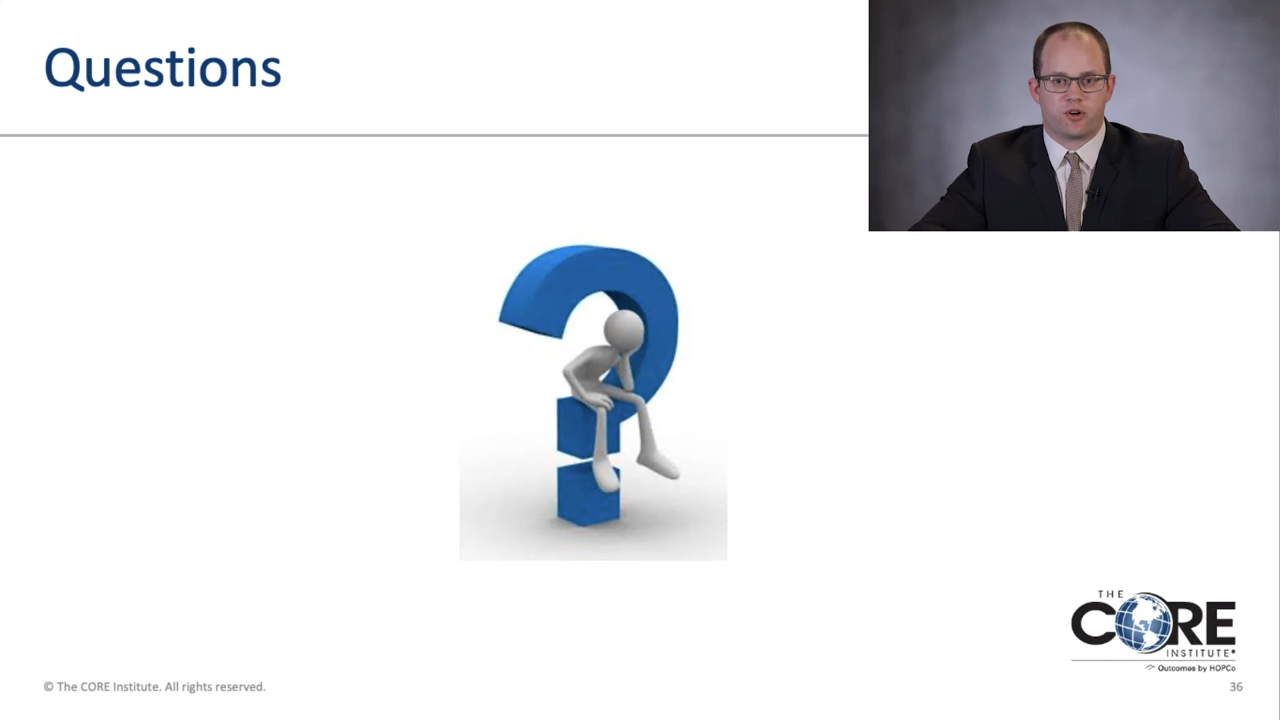 Questions
THE
CORE
INSTITUTE®
Outcomes by HOPCo
© The CORE Institute. All rights reserved.
36